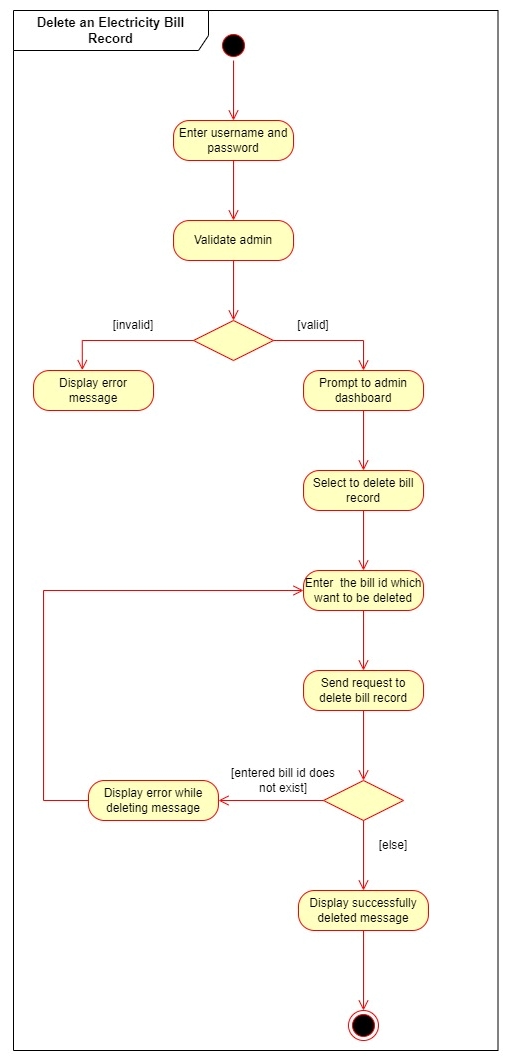 Delete an Electricity Bill
Record
Enter username and
password
Validate admin
[invalid]
[valid]
Display error
message
Prompt to admin
dashboard
Select to delete bill
record
Enter  the bill id which
want to be deleted
Send request to
delete bill record
[entered bill id does
not exist]
Display error while
deleting message
[else]
Display successfully
deleted message